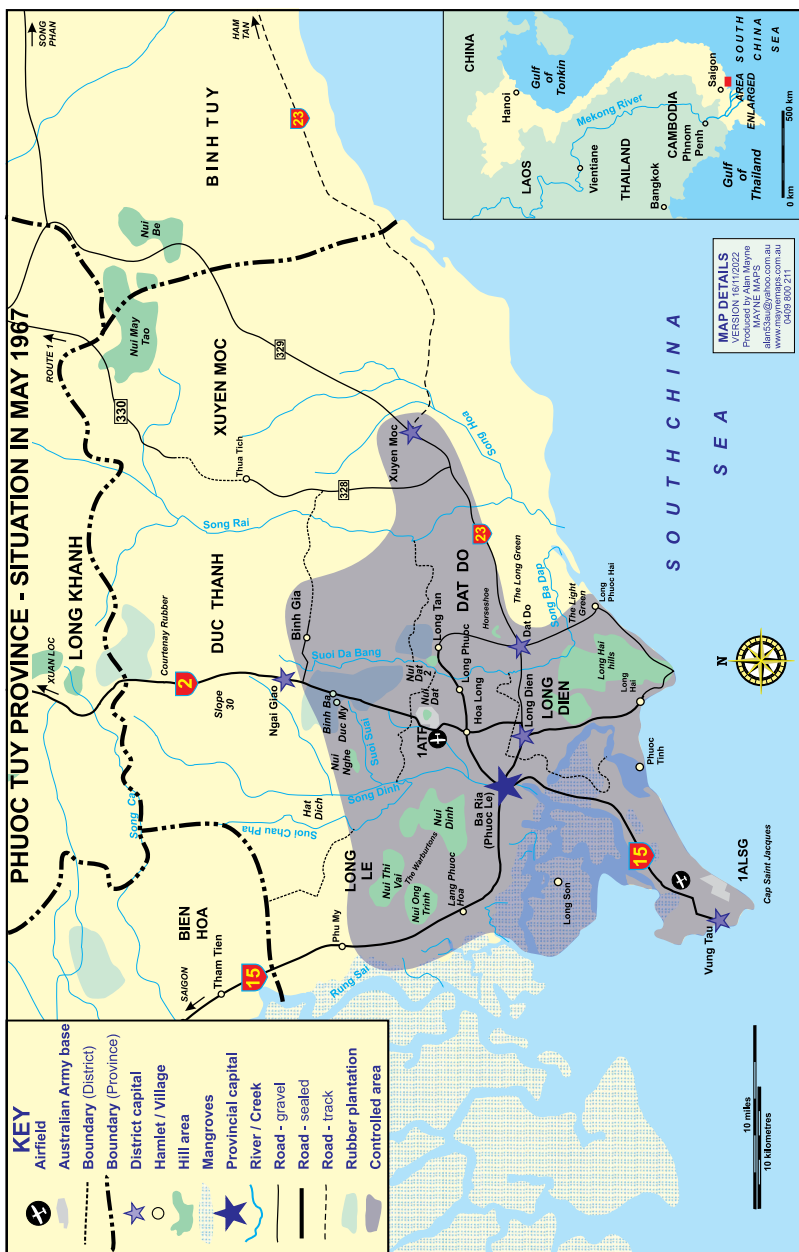 PHUOC TUY PROVINCE - SITUATION IN MAY 1967
KEY
Airfield
Australian Army base
Boundary (District)
Boundary (Province)
District capital
Hamlet / Village
Hill area
Mangroves
Provincial capital
River / Creek
Road - gravel
Road - sealed
Road - track
Rubber plantation
Controlled area
SAIGON
Tham Tien
15
BIEN
HOA
Phu My
Rung Sat
Song Ca
XUAN LOC
LONG KHANH
Courtenay Rubber
2
Slope
30
DUC THANH
Ngai Giao
Binh Gia
Binh Ba
Duc My
Nui
Nghe
Hat
Dich
Suoi Chau Pha
Song Dinh
Suoi Suai
Suoi Da Bang
Song Rai
ROUTE 1
330
Nui May
Tao
Nui
Be
SONG
PHAN
HAM
TAN
BINH TUY
23
XUYEN MOC
329
Thua Tich
328
Xuyen Moc
Song Hoa
23
LONG
LE
Nui Thi
Vai
The Warburtons
Nui Ong
Trinh
Nui
Dinh
Lang Phuoc
Hoa
Ba Ria
(Phuoc Le)
1ATF
Nui
Dat
Nui
Dat
2
Long Tan
Long Phuoc
Hoa Long
Horseshoe
DAT DO
The Long Green
Dat Do
Song Ba Dap
The Light
Green
Long
Phuoc Hai
Long Dien
LONG
DIEN
Long Hai
hills
Long
Hai
Phuoc
Tinh
Long Son
15
1ALSG
Cap Saint Jacques
Vung Tau
SOUTH CHINA
SEA
N
10 miles
10 kilometres
MAP DETAILS
VERSION 16/11/2022
Produced by Alan Mayne
MAYNE MAPS
alan53au@yahoo.com.au
www.maynemaps.com.au
0409 800 211
CHINA
Hanoi
Gulf
of
Tonkin
LAOS
Mekong River
Vientiane
THAILAND
Bangkok
CAMBODIA
Phnom
Penh
Saigon
AREA
ENLARGED
SOUTH
CHINA
SEA
Gulf
of
Thailand
0 km
500 km